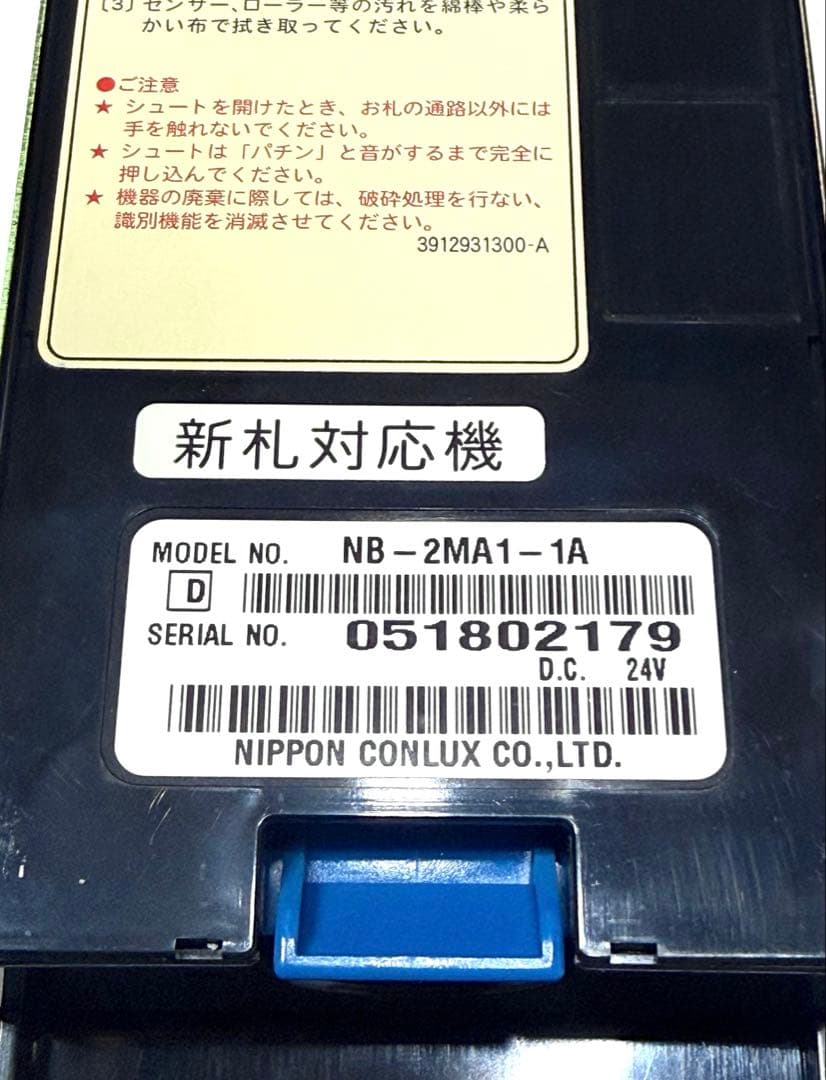 〔3〕センサー、ローラー等の汚れを綿棒や柔ら
かい布で拭き取ってください。
●ご注意
★ シュートを開けたとき、お札の通路以外には
手を触れないでください。
★ シュートは「パチン」と音がするまで完全に
押し込んでください。
★ 機器の廃棄に際しては、破砕処理を行ない、
識別機能を消滅させてください。
3912931300-A
新札対応機
MODEL NO. NB-2MA1-1A
D
SERIAL NO. 051802179
D.C. 24V
NIPPON CONLUX CO.,LTD.